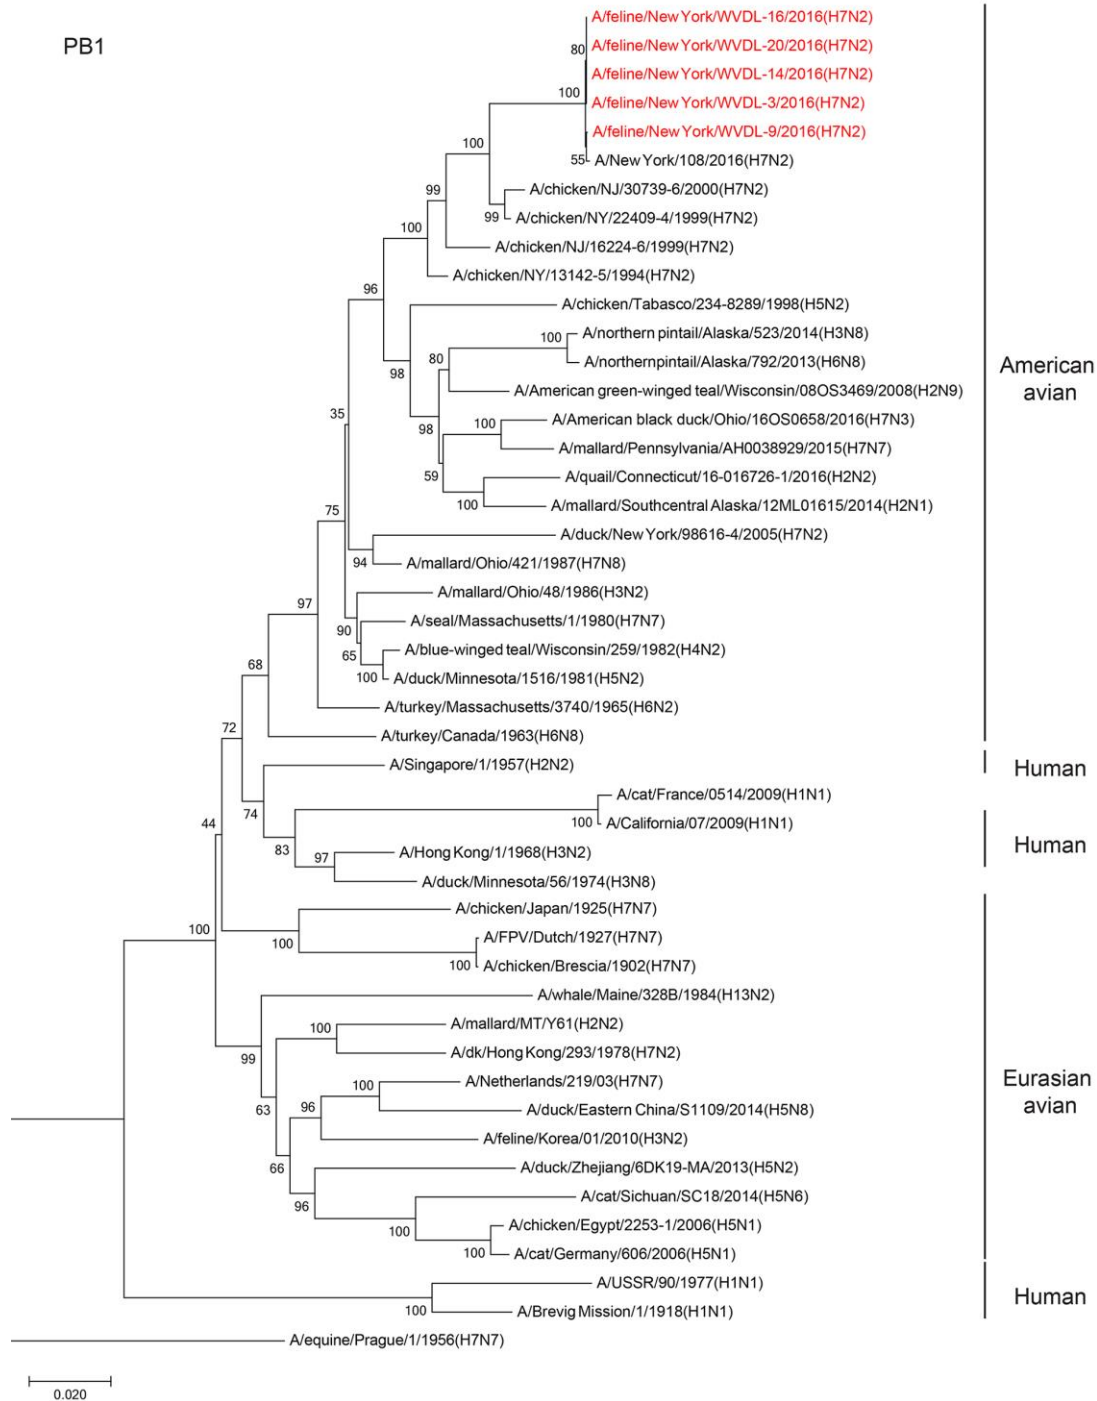 PB1
A/feline/New York/WVDL-16/2016(H7N2)
A/feline/New York/WVDL-20/2016(H7N2)
80
A/feline/New York/WVDL-14/2016(H7N2)
100
A/feline/New York/WVDL-3/2016(H7N2)
A/feline/New York/WVDL-9/2016(H7N2)
100
55
A/New York/108/2016(H7N2)
99
A/chicken/NJ/30739-6/2000(H7N2)
99
A/chicken/NY/22409-4/1999(H7N2)
100
A/chicken/NJ/16224-6/1999(H7N2)
A/chicken/NY/13142-5/1994(H7N2)
96
A/chicken/Tabasco/234-8289/1998(H5N2)
100
A/northern pintail/Alaska/523/2014(H3N8)
80
A/northernpintail/Alaska/792/2013(H6N8)
98
A/American green-winged teal/Wisconsin/08OS3469/2008(H2N9)
American
avian
35
98
100
A/American black duck/Ohio/16OS0658/2016(H7N3)
A/mallard/Pennsylvania/AH0038929/2015(H7N7)
59
A/quail/Connecticut/16-016726-1/2016(H2N2)
100
A/mallard/Southcentral Alaska/12ML01615/2014(H2N1)
75
A/duck/New York/98616-4/2005(H7N2)
94
A/mallard/Ohio/421/1987(H7N8)
97
A/mallard/Ohio/48/1986(H3N2)
90
A/seal/Massachusetts/1/1980(H7N7)
65
A/blue-winged teal/Wisconsin/259/1982(H4N2)
68
100
A/duck/Minnesota/1516/1981(H5N2)
A/turkey/Massachusetts/3740/1965(H6N2)
72
A/turkey/Canada/1963(H6N8)
A/Singapore/1/1957(H2N2)
Human
A/cat/France/0514/2009(H1N1)
74
100
A/California/07/2009(H1N1)
44
83
97
A/Hong Kong/1/1968(H3N2)
Human
A/duck/Minnesota/56/1974(H3N8)
A/chicken/Japan/1925(H7N7)
100
100
A/FPV/Dutch/1927(H7N7)
100
A/chicken/Brescia/1902(H7N7)
A/whale/Maine/328B/1984(H13N2)
100
A/mallard/MT/Y61(H2N2)
99
A/dk/Hong Kong/293/1978(H7N2)
100
A/Netherlands/219/03(H7N7)
Eurasian
avian
63
96
A/duck/Eastern China/S1109/2014(H5N8)
A/feline/Korea/01/2010(H3N2)
66
A/duck/Zhejiang/6DK19-MA/2013(H5N2)
96
A/cat/Sichuan/SC18/2014(H5N6)
100
A/chicken/Egypt/2253-1/2006(H5N1)
100
A/cat/Germany/606/2006(H5N1)
A/USSR/90/1977(H1N1)
Human
100
A/Brevig Mission/1/1918(H1N1)
A/equine/Prague/1/1956(H7N7)
0.020